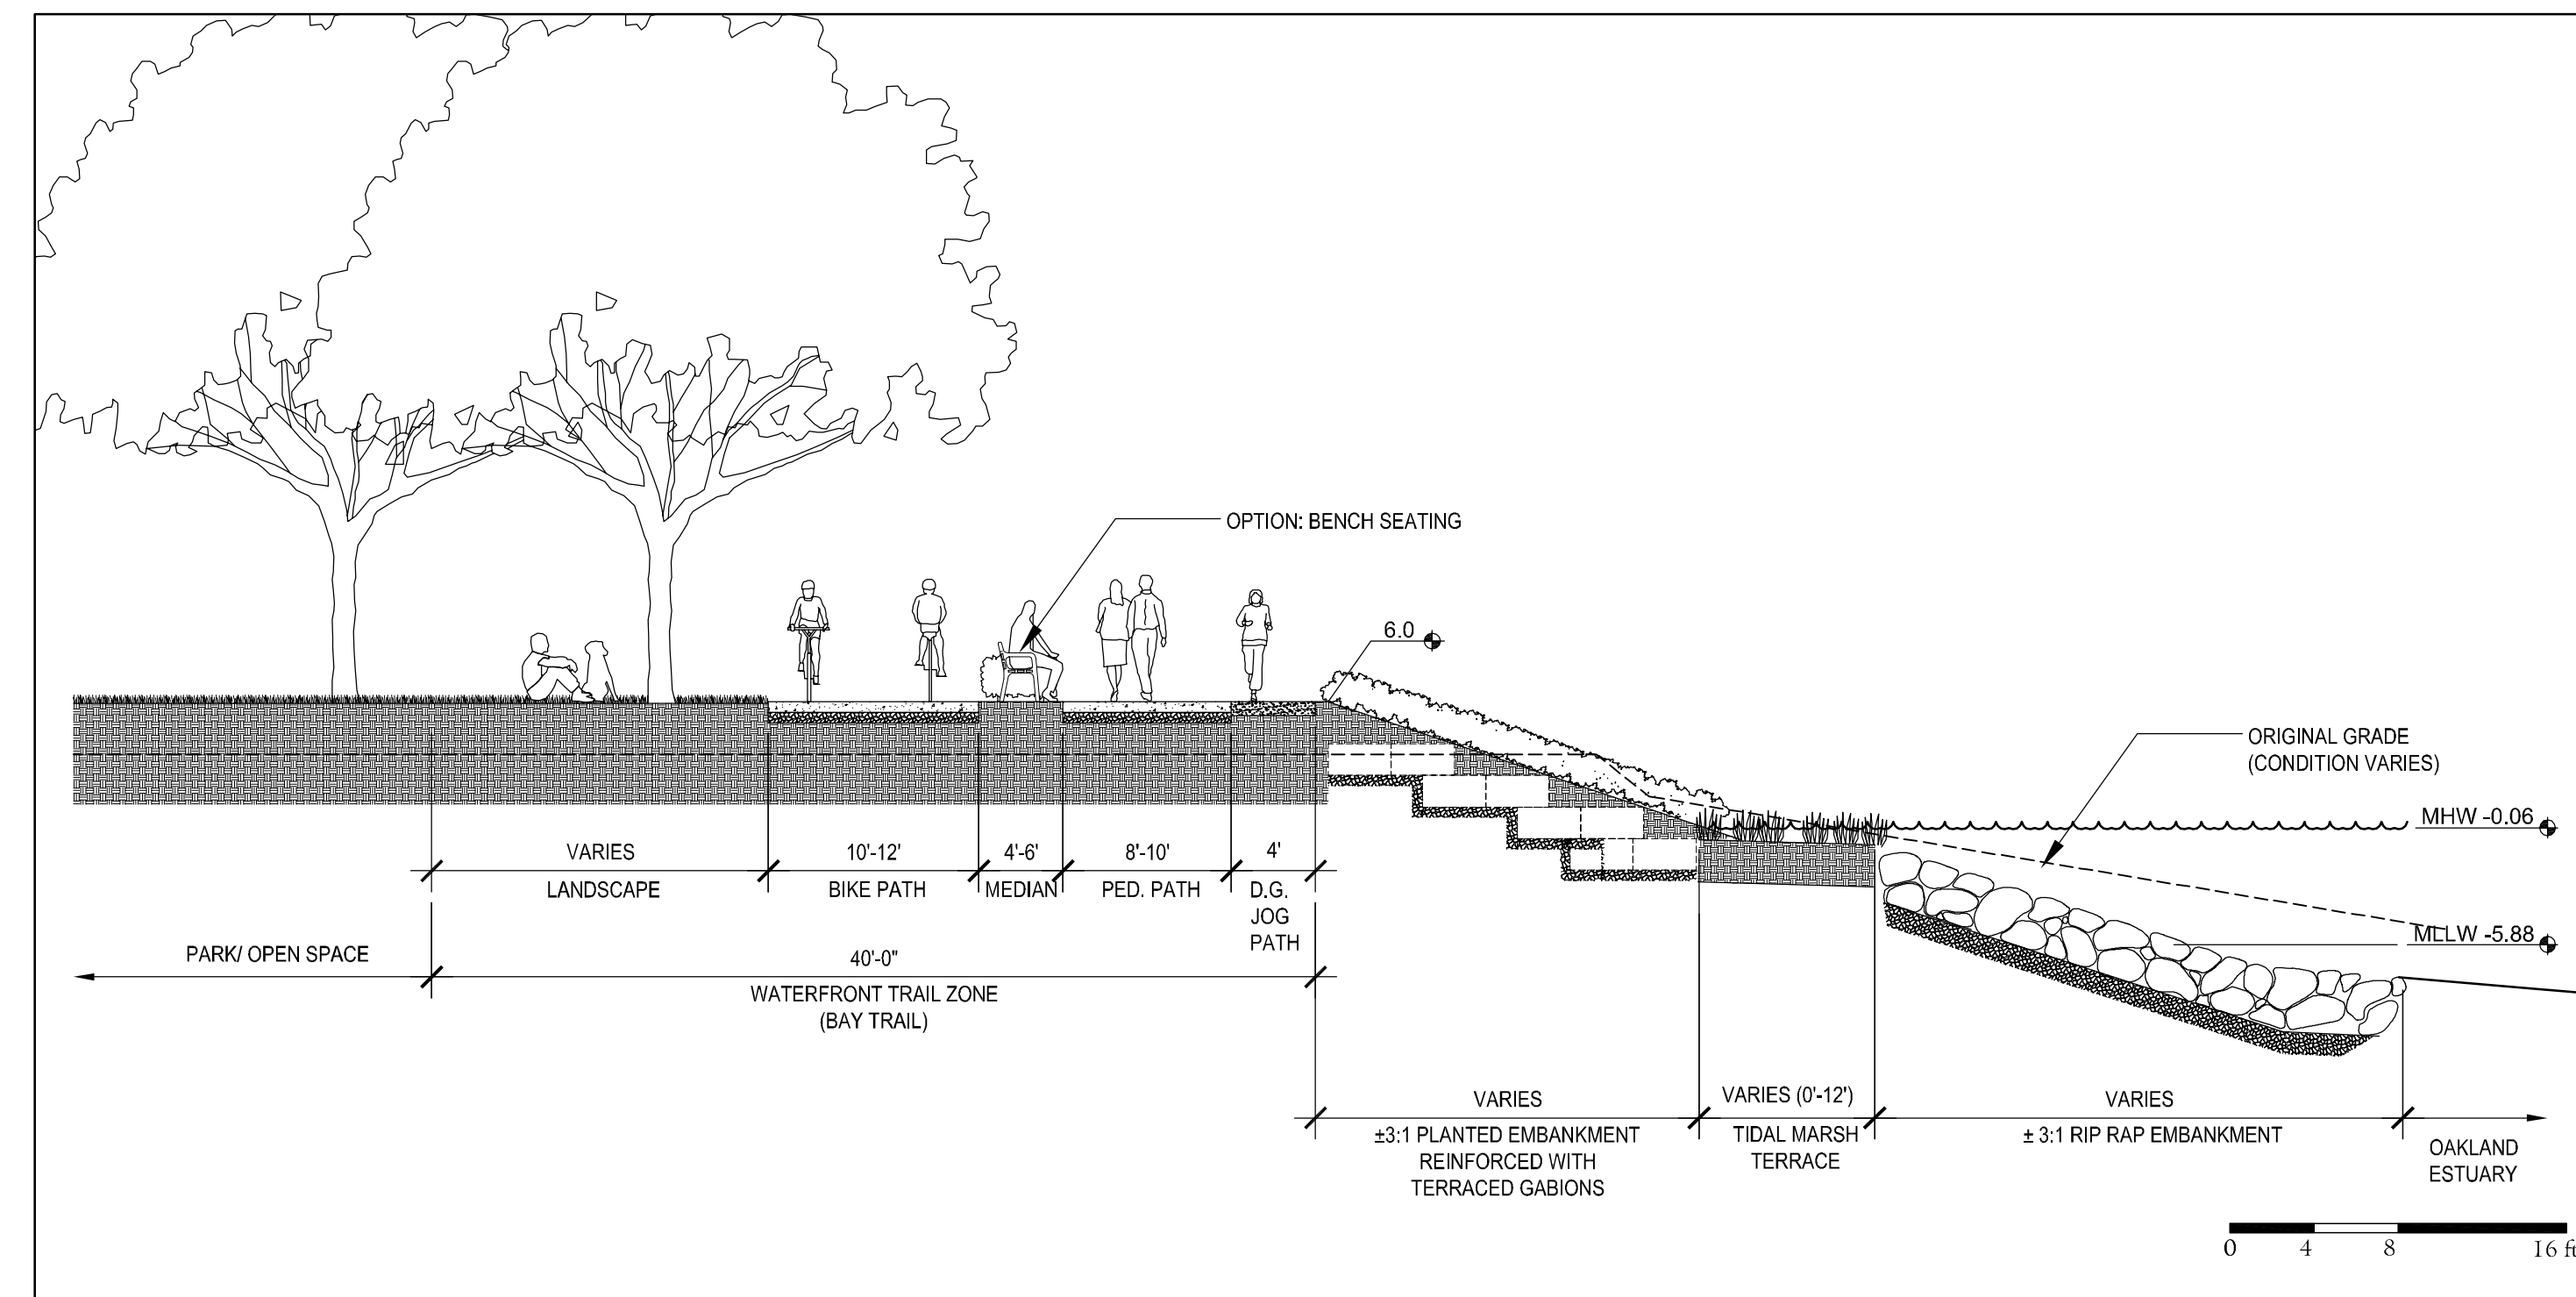 OPTION: BENCH SEATING
6.0
ORIGINAL GRADE
(CONDITION VARIES)
MHW -0.06
MLLW -5.88
VARIES
LANDSCAPE
10'-12'
BIKE PATH
4'-6'
MEDIAN
8'-10'
PED. PATH
4'
D.G.
JOG
PATH
PARK/ OPEN SPACE
40'-0"
WATERFRONT TRAIL ZONE
(BAY TRAIL)
VARIES
±3:1 PLANTED EMBANKMENT
REINFORCED WITH
TERRACED GABIONS
VARIES (0'-12')
TIDAL MARSH
TERRACE
VARIES
± 3:1 RIP RAP EMBANKMENT
OAKLAND
ESTUARY
0 4 8 16 ft